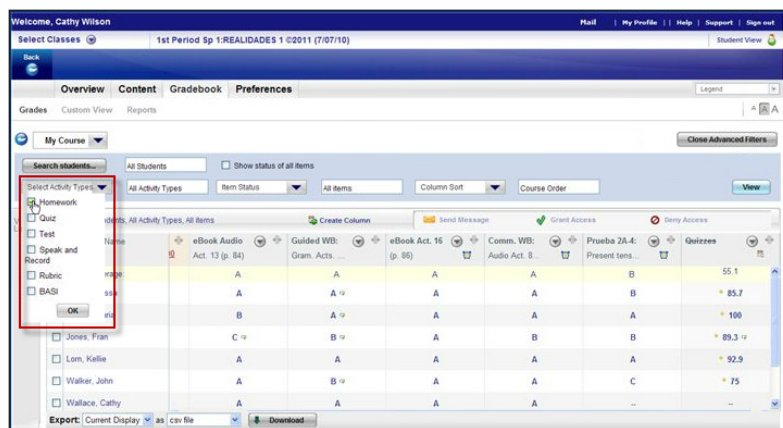 Welcome, Cathy Wilson Mail | My Profile | | Help | Support | Sign out
Select Classes 1st Period Sp 1:REALIDADES 1 ©2011 (7/07/10) Student View
Back
Overview Content Gradebook Preferences Legend
Grades Custom View Reports A A A
My Course Close Advanced Filters
Search students... All Students Show status of all items
Select Activity Types All Activity Types Item Status All items Column Sort Course Order View
Homework
Quiz
Test
Speak and
Record
Rubric
BASI
OK
All Activity Types, All items Create Column Send Message Grant Access Deny Access
Name eBook Audio Guided WB: eBook Act. 16 Comm. WB: Prueba 2A-4: Quizzes
Act. 13 (p. 84) Gram. Acts. ... (p. 86) Audio Act. 8... Present tens...
A A A A B 55.1
A A A A B 85.7
B A A A A 100
Jones, Fran C B A B B 89.3
Lom, Kellie A A A A A 92.9
Walker, John A B A A C 75
Wallace, Cathy A A A A -- --
Export: Current Display as csv file Download